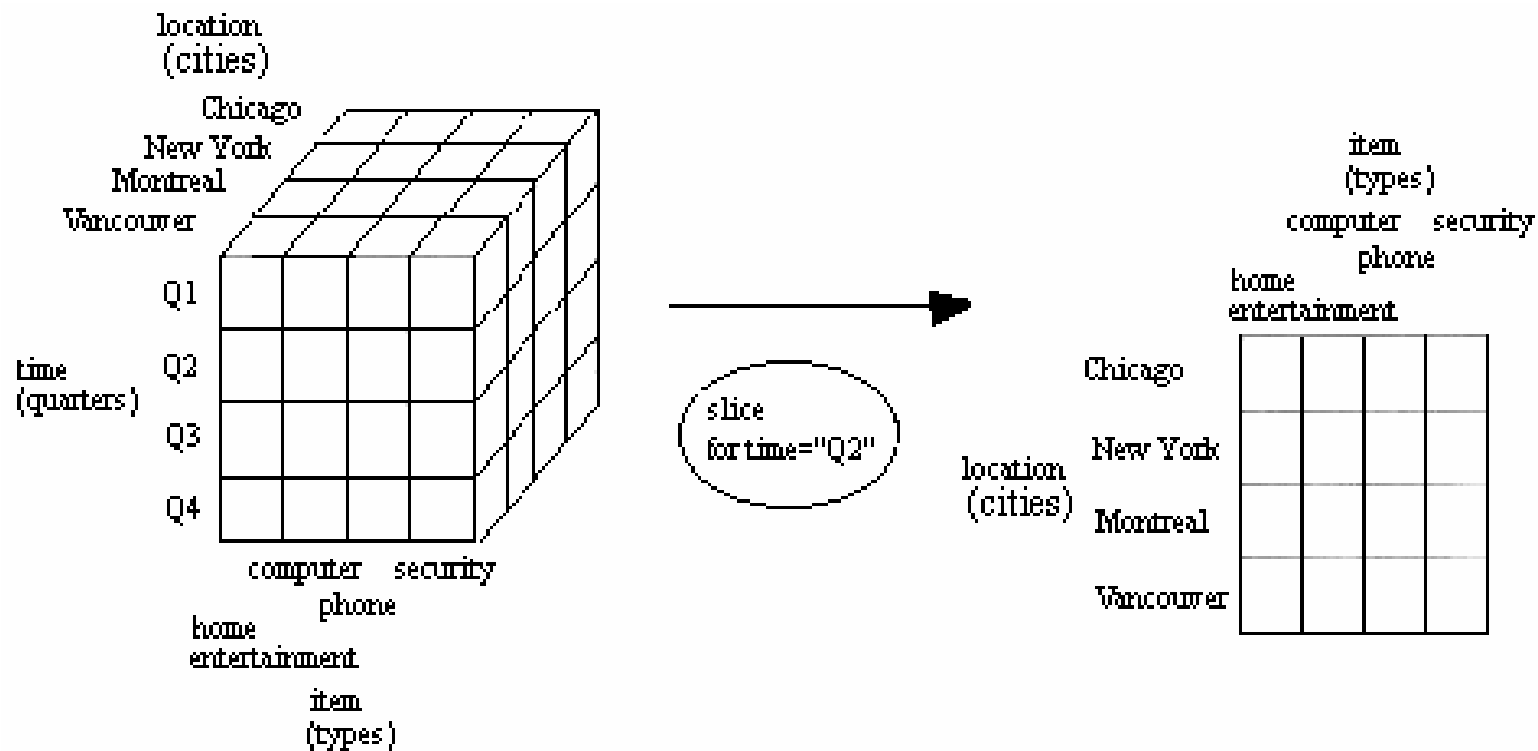 location
(cities)
Chicago
New York
Montreal
Vancouver
Q1
Q2
Q3
Q4
time
(quarters)
computer security
phone
home
entertainment
item
(types)
slice
for time="Q2"
item
(types)
computer security
phone
home
entertainment
location
(cities)
Chicago
New York
Montreal
Vancouver